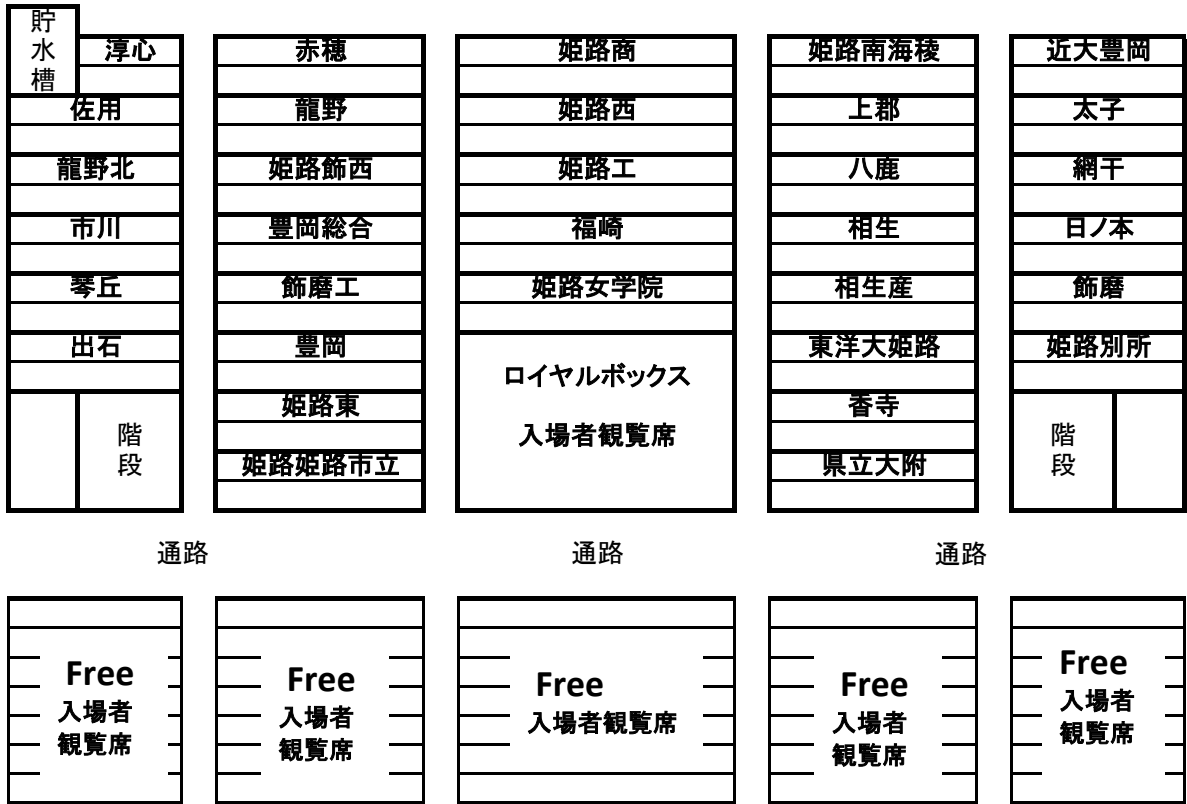 貯水槽
淳心
赤穂
姫路商
姫路南海稜
近大豊岡
佐用
龍野
姫路西
上郡
太子
龍野北
姫路飾西
姫路工
八鹿
網干
市川
豊岡総合
福崎
相生
日ノ本
琴丘
飾磨工
姫路女学院
相生産
飾磨
出石
豊岡
ロイヤルボックス
東洋大姫路
姫路別所
階段
姫路東
入場者観覧席
香寺
階段
姫路姫路市立
県立大附
通路
通路
通路
Free
入場者
観覧席
Free
入場者
観覧席
Free
入場者観覧席
Free
入場者
観覧席
Free
入場者
観覧席